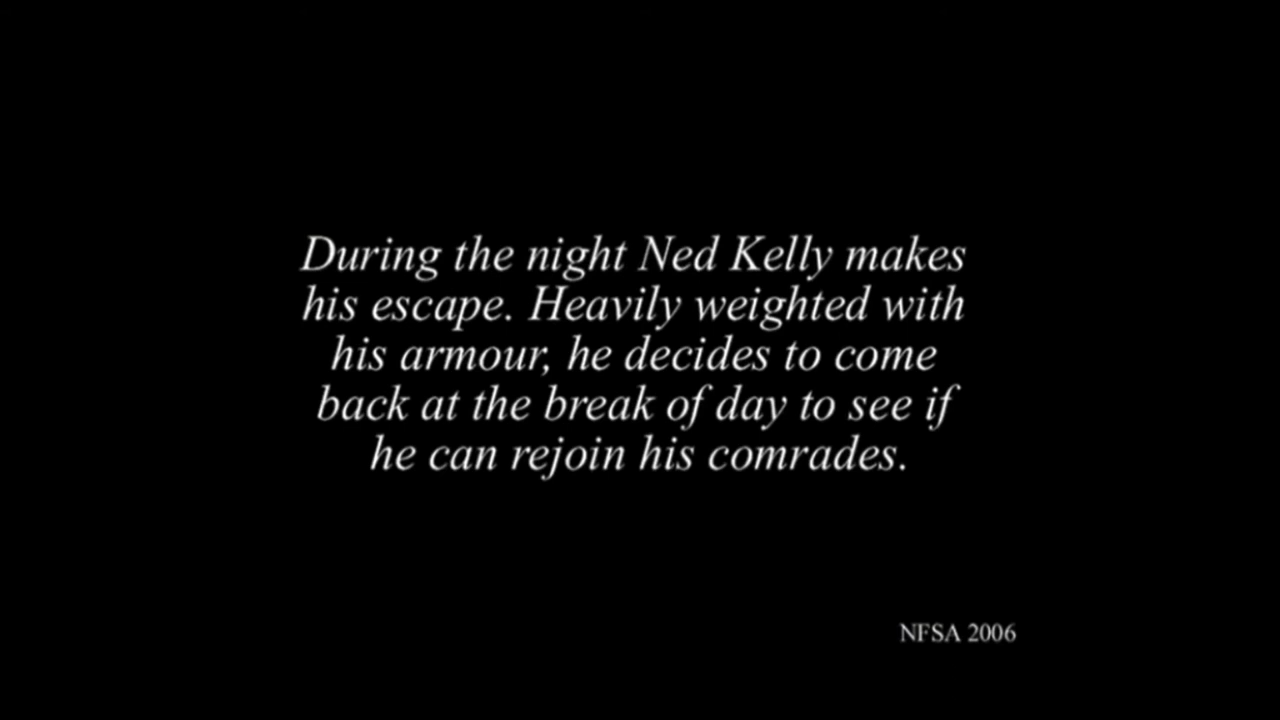 During the night Ned Kelly makes
his escape. Heavily weighted with
his armour, he decides to come
back at the break of day to see if
he can rejoin his comrades.
NFSA 2006